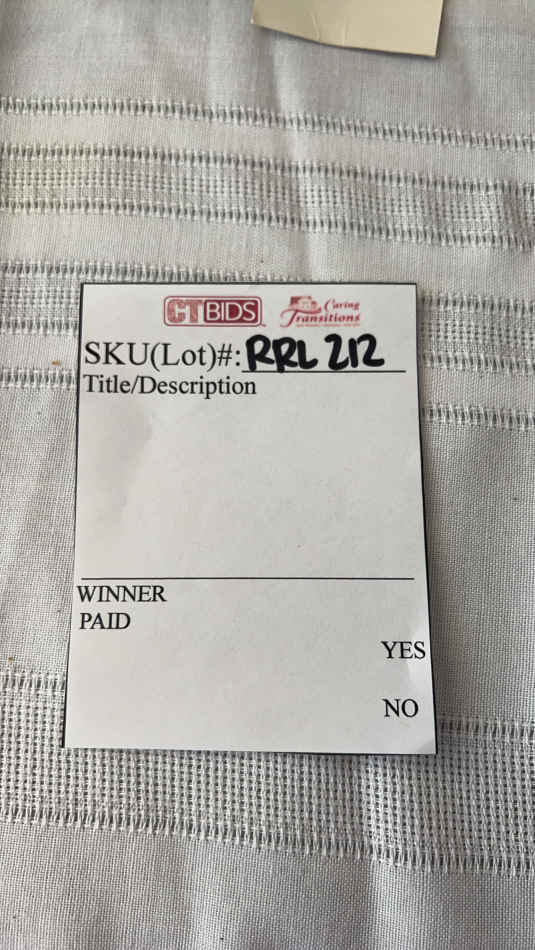 CTBIDS
Caring
Transitions
SKU(Lot)#: RRL 212
Title/Description
WINNER
PAID
YES
NO